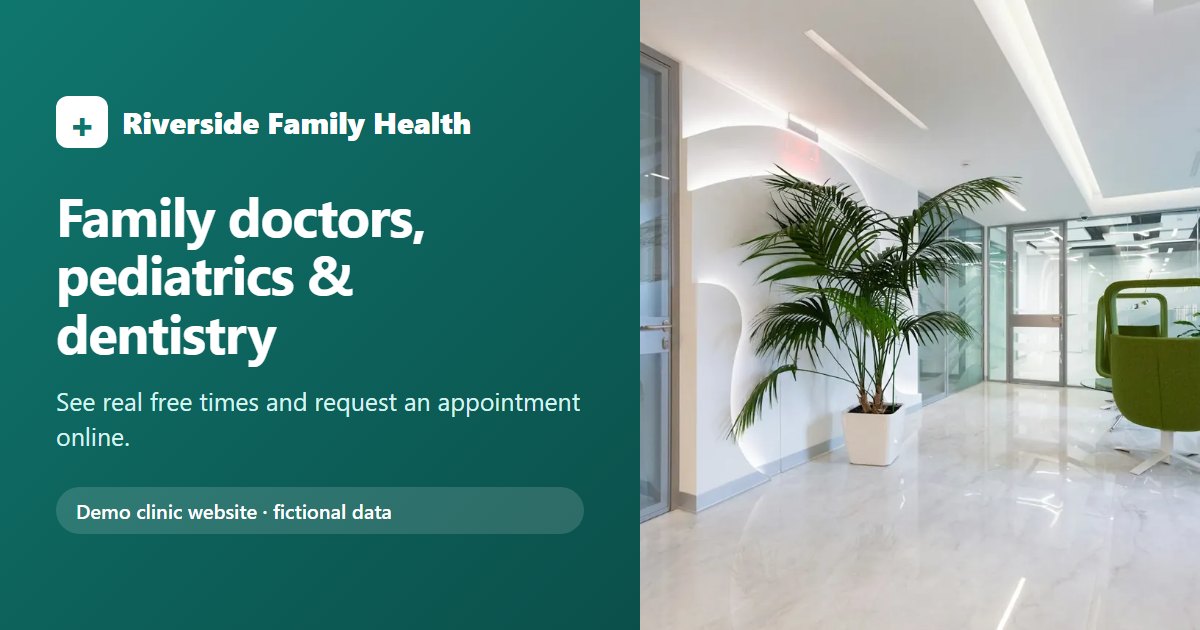 +
Riverside Family Health
Family doctors,
pediatrics &
dentistry
See real free times and request an appointment
online.
Demo clinic website · fictional data